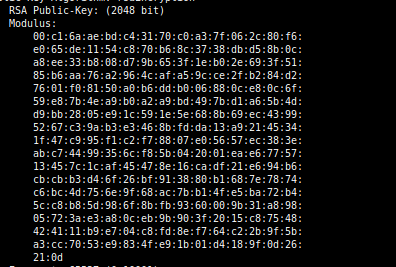 RSA Public-Key: (2048 bit)
Modulus:
00:c1:6a:ae:bd:c4:31:70:c0:a3:7f:06:2c:80:f6:
e0:65:de:11:54:c8:70:b6:8c:37:38:db:d5:8b:0c:
a8:ee:33:b8:08:d7:9b:65:3f:1e:b0:2e:69:3f:51:
85:b6:aa:76:a2:96:4c:af:a5:9c:ce:2f:b2:84:d2:
76:01:f0:81:50:a0:b6:dd:b0:06:88:0c:e8:0c:6f:
59:e8:7b:4e:a9:b0:a2:a9:bd:49:7b:d1:a6:5b:4d:
d9:bb:28:05:e9:1c:59:1e:5e:68:8b:69:ec:43:99:
52:67:c3:9a:b3:e3:46:8b:fd:da:13:a9:21:45:34:
1f:47:c9:95:f1:c2:f7:88:07:e0:56:57:ec:38:3e:
ab:c7:44:99:35:6c:f8:5b:04:20:01:ea:e6:77:57:
13:45:7c:1c:af:45:47:8e:16:ca:df:21:e6:94:b6:
cb:cb:b3:d4:6f:26:bf:91:38:80:b1:68:7e:78:74:
c6:bc:4d:75:6e:9f:68:ac:7b:b1:4f:e5:ba:72:b4:
5c:c8:b8:5d:98:6f:8b:fb:93:60:00:9b:31:a8:98:
05:72:3a:e3:a8:0c:eb:9b:90:3f:20:15:c8:75:48:
42:41:11:b9:e7:04:c8:fd:8e:f7:64:c2:2b:9f:5b:
a3:cc:70:53:e9:83:4f:e9:1b:01:d4:18:9f:0d:26:
21:0d